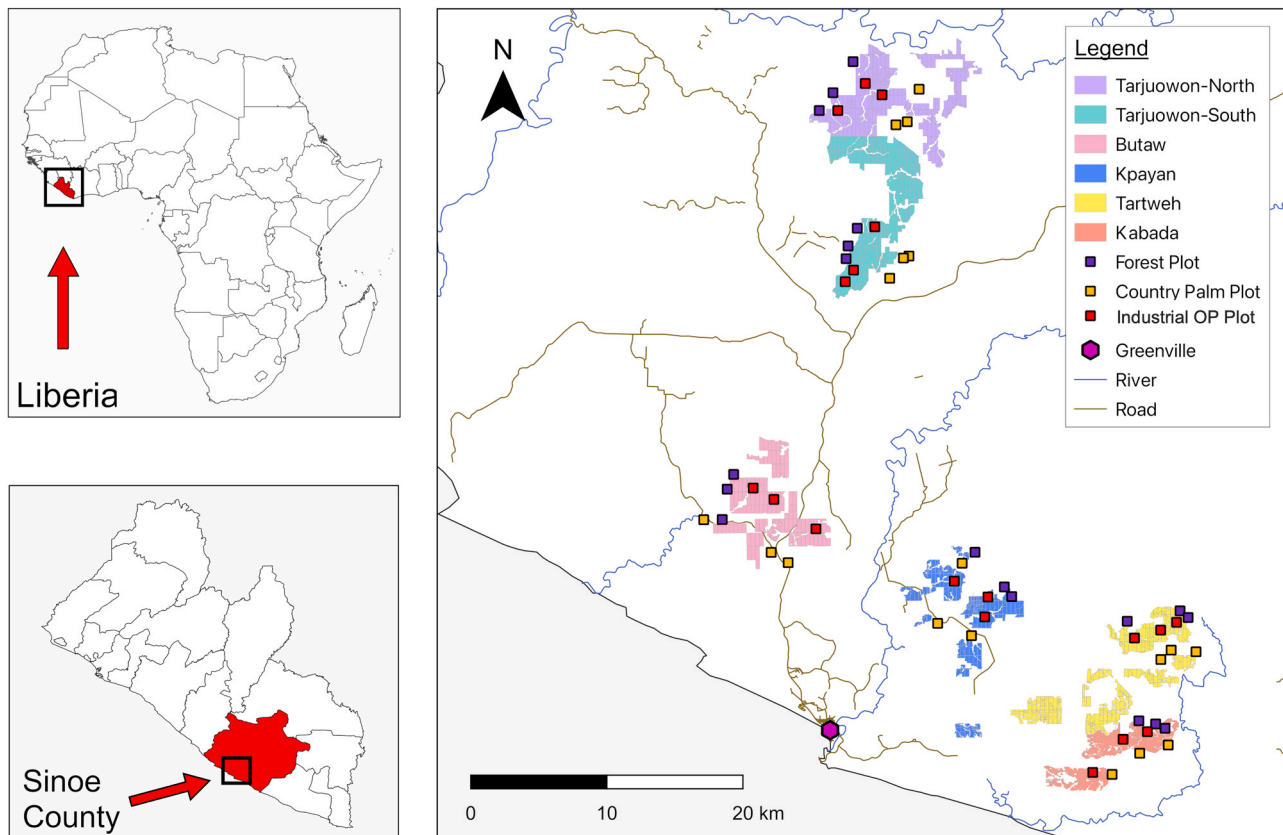 Liberia
Sinoe
County
N
Legend
Tarjuowon-North
Tarjuowon-South
Butaw
Kpayan
Tartweh
Kabada
Forest Plot
Country Palm Plot
Industrial OP Plot
Greenville
River
Road
0 10 20 km